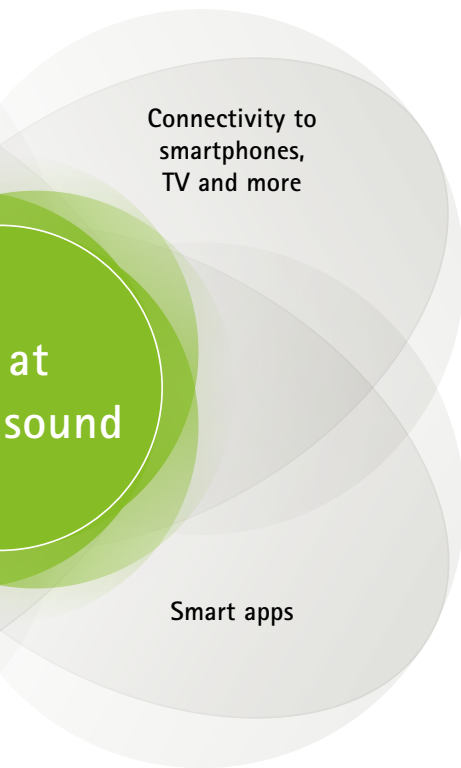 Connectivity to
smartphones,
TV and more
at
sound
Smart apps